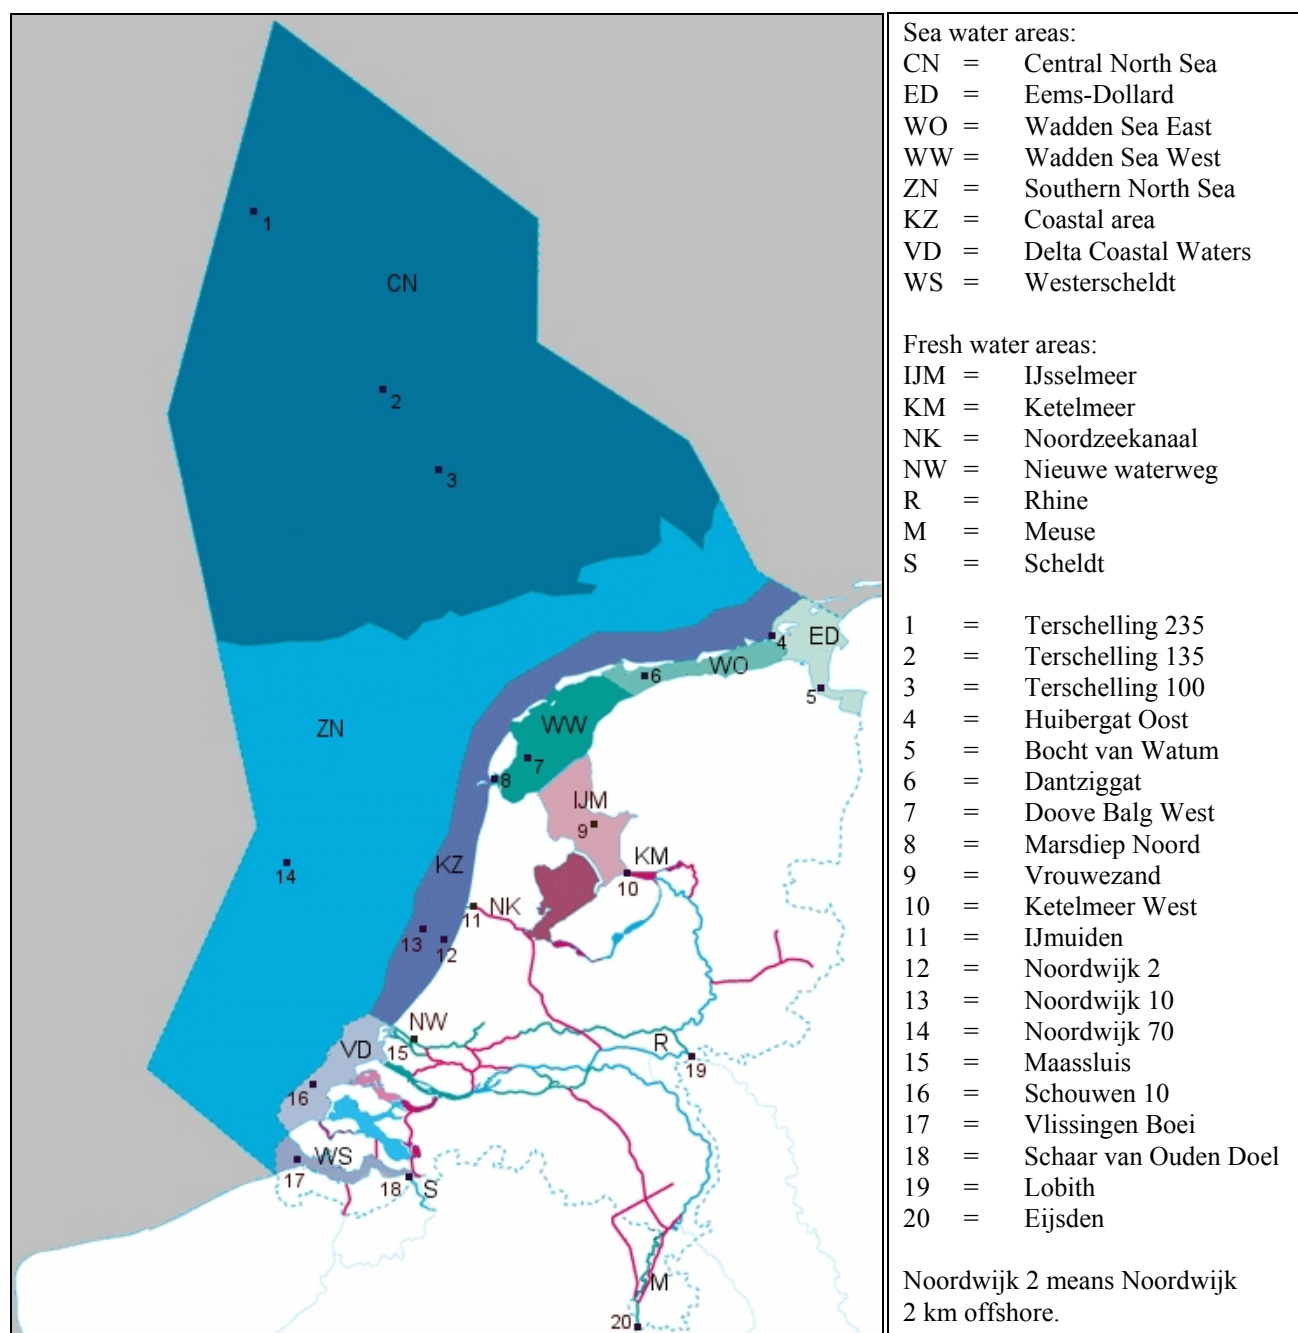 1
CN
2
3
ED
4
WO
6
5
ZN
WW
7
8
IJM
9
KZ
KM
14
10
NK
11
13
12
NW
VD
15
R
19
16
WS
17
18
S
M
20
Sea water areas:
CN = Central North Sea
ED = Eems-Dollard
WO = Wadden Sea East
WW = Wadden Sea West
ZN = Southern North Sea
KZ = Coastal area
VD = Delta Coastal Waters
WS = Westerscheldt
Fresh water areas:
IJM = IJsselmeer
KM = Ketelmeer
NK = Noordzeekanaal
NW = Nieuwe waterweg
R = Rhine
M = Meuse
S = Scheldt
1 = Terschelling 235
2 = Terschelling 135
3 = Terschelling 100
4 = Huibergat Oost
5 = Bocht van Watum
6 = Dantziggat
7 = Doove Balg West
8 = Marsdiep Noord
9 = Vrouwezand
10 = Ketelmeer West
11 = IJmuiden
12 = Noordwijk 2
13 = Noordwijk 10
14 = Noordwijk 70
15 = Maassluis
16 = Schouwen 10
17 = Vlissingen Boei
18 = Schaar van Ouden Doel
19 = Lobith
20 = Eijsden
Noordwijk 2 means Noordwijk
2 km offshore.